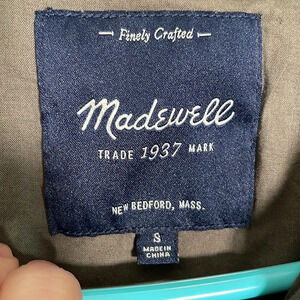 Finely Crafted
Madewell
TRADE 1937 MARK
NEW BEDFORD, MASS.
S
MADE IN
CHINA